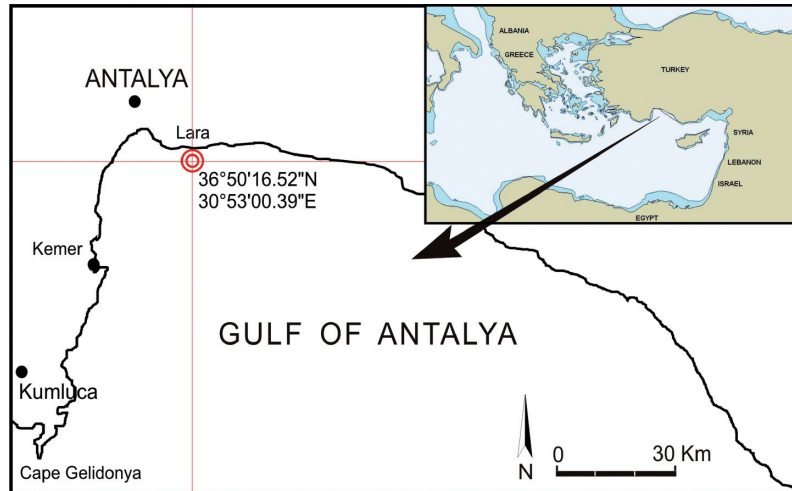 ALBANIA
GREECE
TURKEY
SYRIA
LEBANON
ISRAEL
EGYPT
ANTALYA
Lara
36°50'16.52"N
30°53'00.39"E
Kemer
GULF OF ANTALYA
Kumluca
Cape Gelidonya
N
0 30 Km